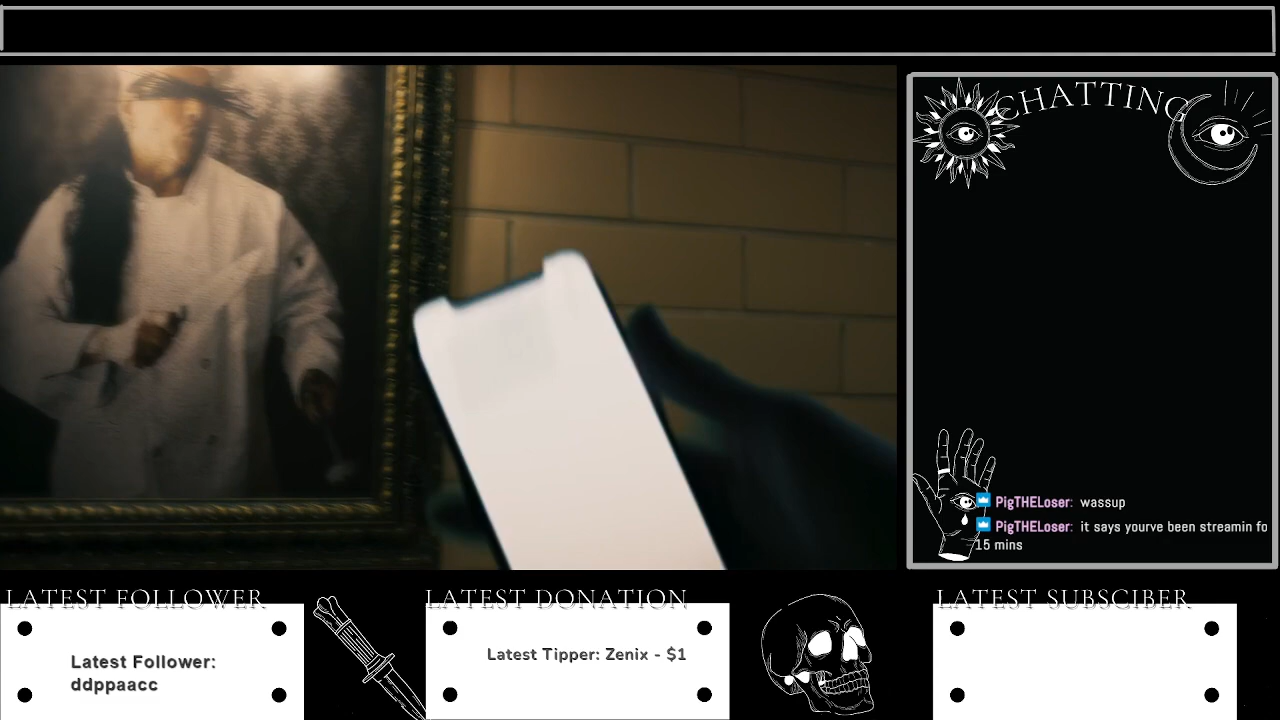 CHATTING
PigTHELoser: wassup
PigTHELoser: it says yourve been streamin fo
15 mins
LATEST FOLLOWER
LATEST DONATION
LATEST SUBSCIBER
Latest Follower:
ddppaacc
Latest Tipper: Zenix - $1